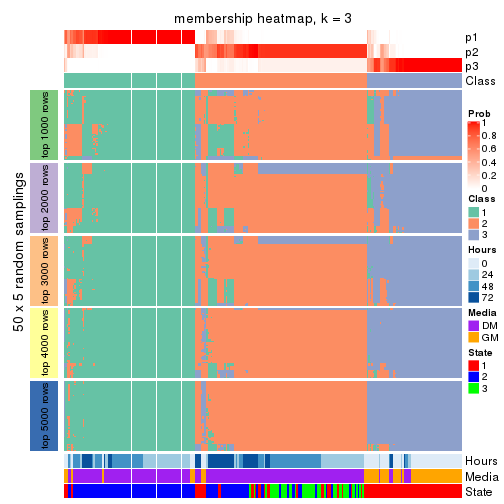 membership heatmap, k = 3
p1
p2
p3
Class
50 x 5 random samplings
top 1000 rows
top 2000 rows
top 3000 rows
top 4000 rows
top 5000 rows
Hours
Media
State
Prob
1
0.8
0.6
0.4
0.2
0
Class
1
2
3
Hours
0
24
48
72
Media
DM
GM
State
1
2
3